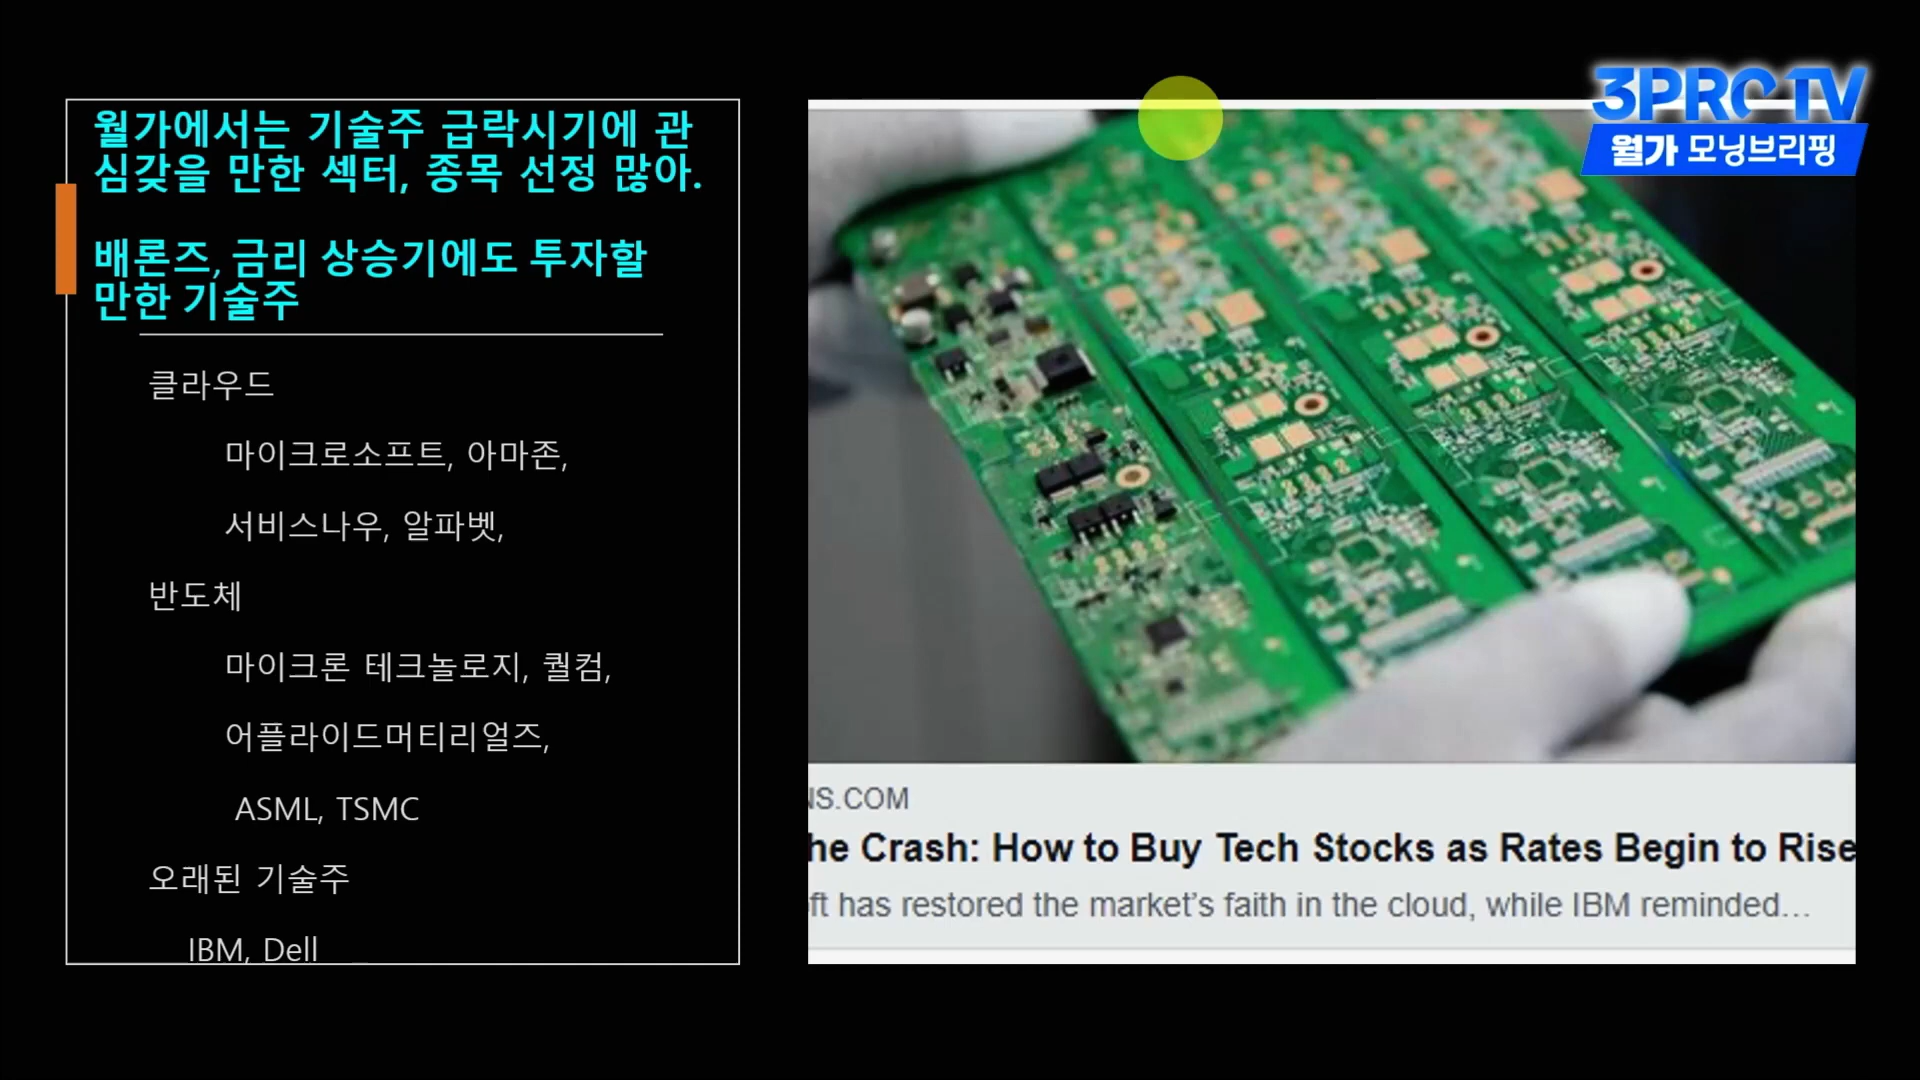 월가에서는 기술주 급락시기에 관
심갖을 만한 섹터, 종목 선정 많아.
배론즈, 금리 상승기에도 투자할
만한 기술주
클라우드
마이크로소프트, 아마존,
서비스나우, 알파벳,
반도체
마이크론 테크놀로지, 퀄컴,
어플라이드머티리얼즈,
ASML, TSMC
오래된 기술주
IBM, Dell
3PRO TV
월가 모닝브리핑
NS.COM
he Crash: How to Buy Tech Stocks as Rates Begin to Rise
ft has restored the market's faith in the cloud, while IBM reminded...